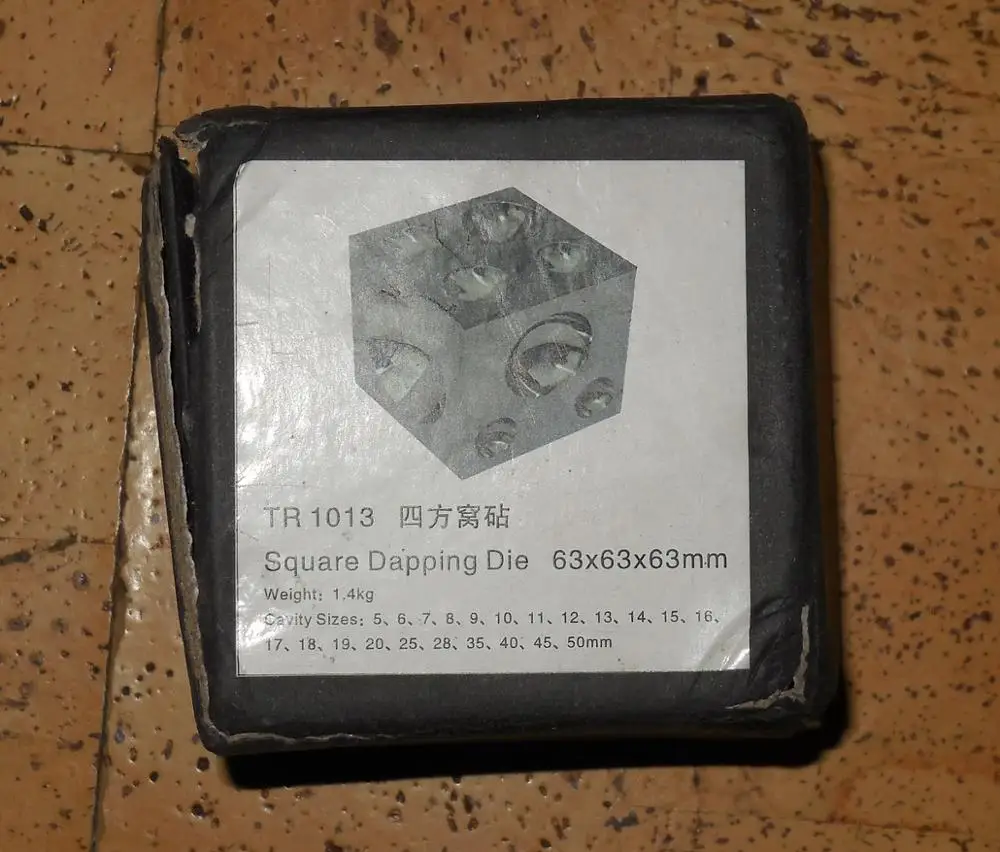 TR 1013 四方窝砧
Square Dapping Die 63x63x63mm
Weight: 1.4kg
Cavity Sizes: 5、6、7、8、9、10、11、12、13、14、15、16、
17、18、19、20、25、28、35、40、45、50mm